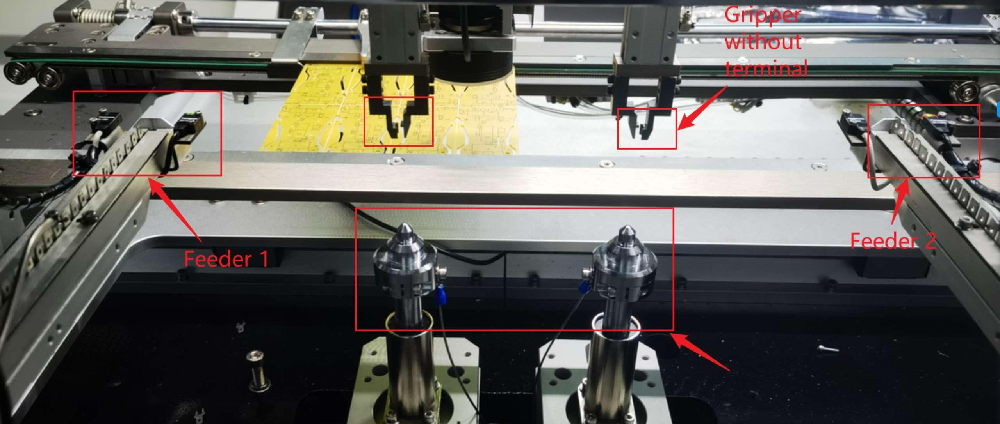 Gripper
without
terminal
Feeder 1
Feeder 2